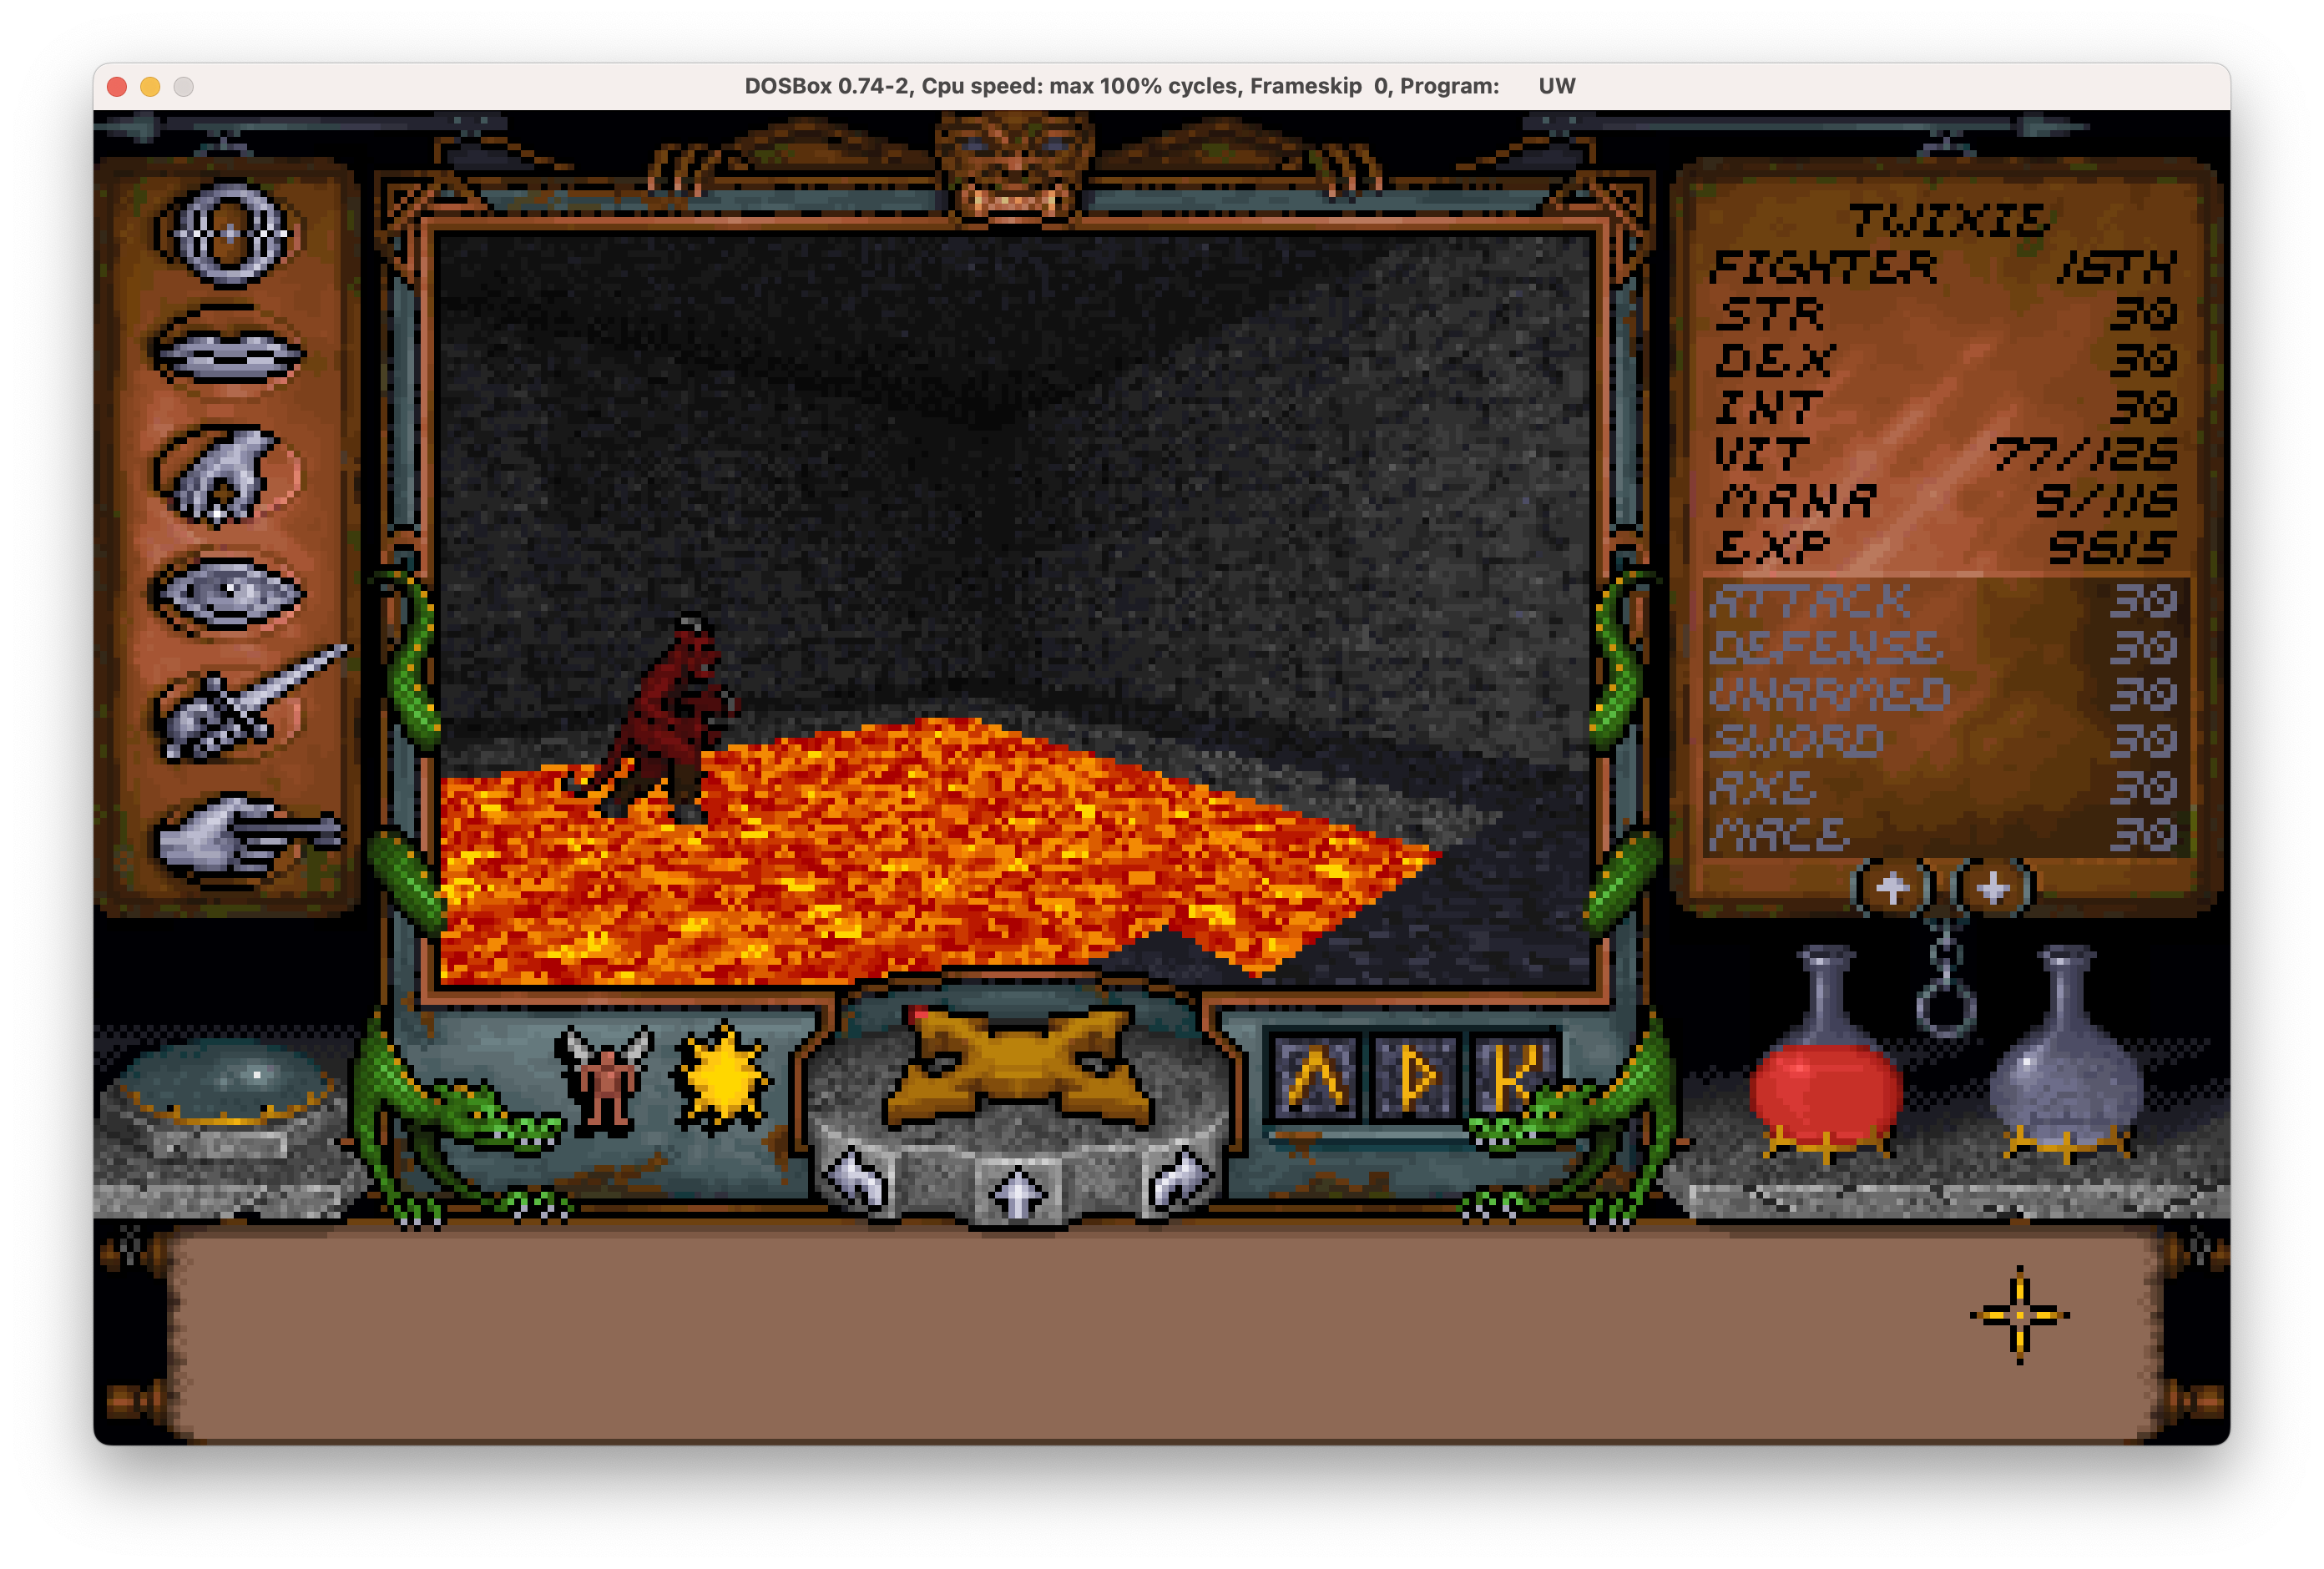 DOSBox 0.74-2, Cpu speed: max 100% cycles, Frameskip 0, Program: UW
TWIXIE
FIGHTER 16TH
STR 30
DEX 30
INT 30
VIT 77/126
MANA 9/116
EXP 9615
ATTACK 30
DEFENSE 30
UNARMED 30
SWORD 30
AXE 30
MACE 30
Λ Þ K